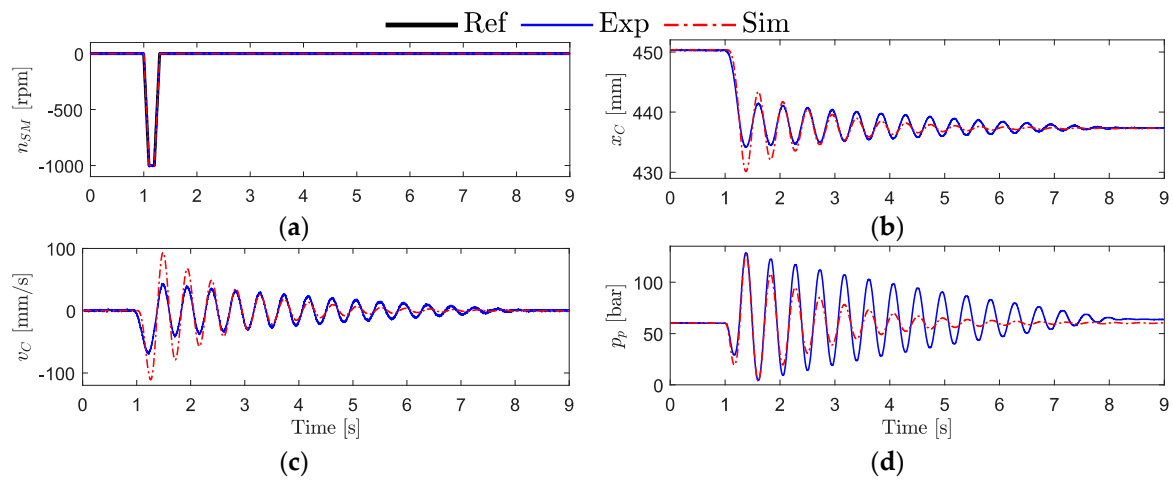 Ref Exp Sim
n_SM [rpm]
0
-500
-1000
0 1 2 3 4 5 6 7 8 9
(a)
x_C [mm]
450
440
430
0 1 2 3 4 5 6 7 8 9
(b)
v_C [mm/s]
100
0
-100
0 1 2 3 4 5 6 7 8 9
Time [s]
(c)
p_p [bar]
100
50
0
0 1 2 3 4 5 6 7 8 9
Time [s]
(d)